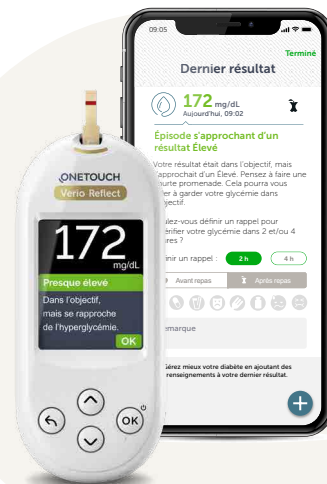 09:05
Terminé
Dernier résultat
172 mg/dL
Aujourd'hui, 09:02
Épisode s'approchant d'un
résultat Élevé
Votre résultat était dans l'objectif, mais
s'approchait d'un Élevé. Pensez à faire une
courte promenade. Cela pourra vous
à garder votre glycémie dans
objectif.
définir un rappel pour
vérifier votre glycémie dans 2 et/ou 4
heures ?
un rappel :
2 h
4 h
Avant repas
Après repas
Remarque
Gérez mieux votre diabète en ajoutant des
renseignements à votre dernier résultat.
ONETOUCH
Verio Reflect
172
mg/dL
Presque élevé
Dans l'objectif,
mais se rapproche
de l'hyperglycémie.
OK
OK